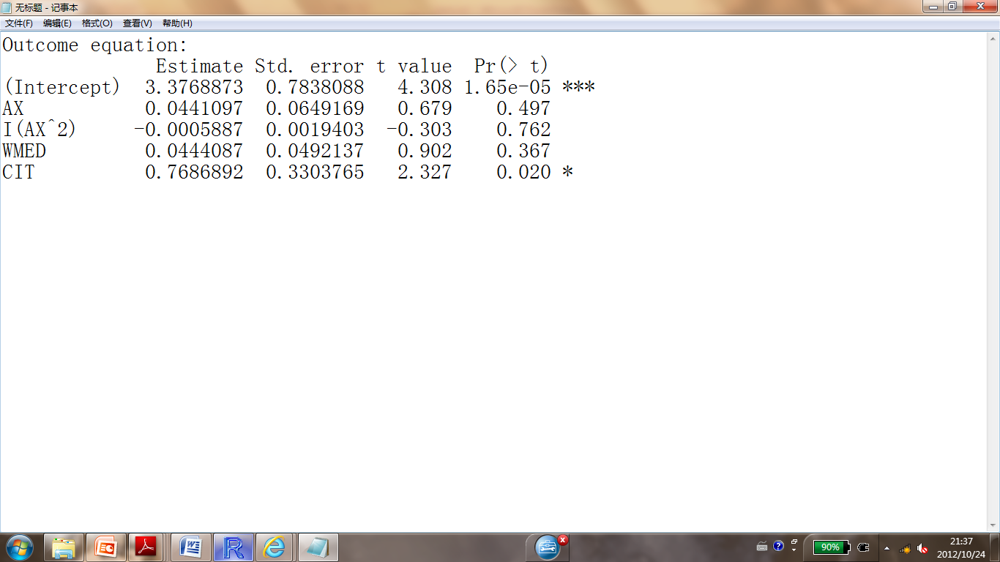 无标题 - 记事本
文件(F) 编辑(E) 格式(O) 查看(V) 帮助(H)
Outcome equation:
Estimate Std. error t value Pr(> t)
(Intercept) 3.3768873 0.7838088 4.308 1.65e-05 ***
AX 0.0441097 0.0649169 0.679 0.497
I(AX^2) -0.0005887 0.0019403 -0.303 0.762
WMED 0.0444087 0.0492137 0.902 0.367
CIT 0.7686892 0.3303765 2.327 0.020 *
90% 21:37
2012/10/24